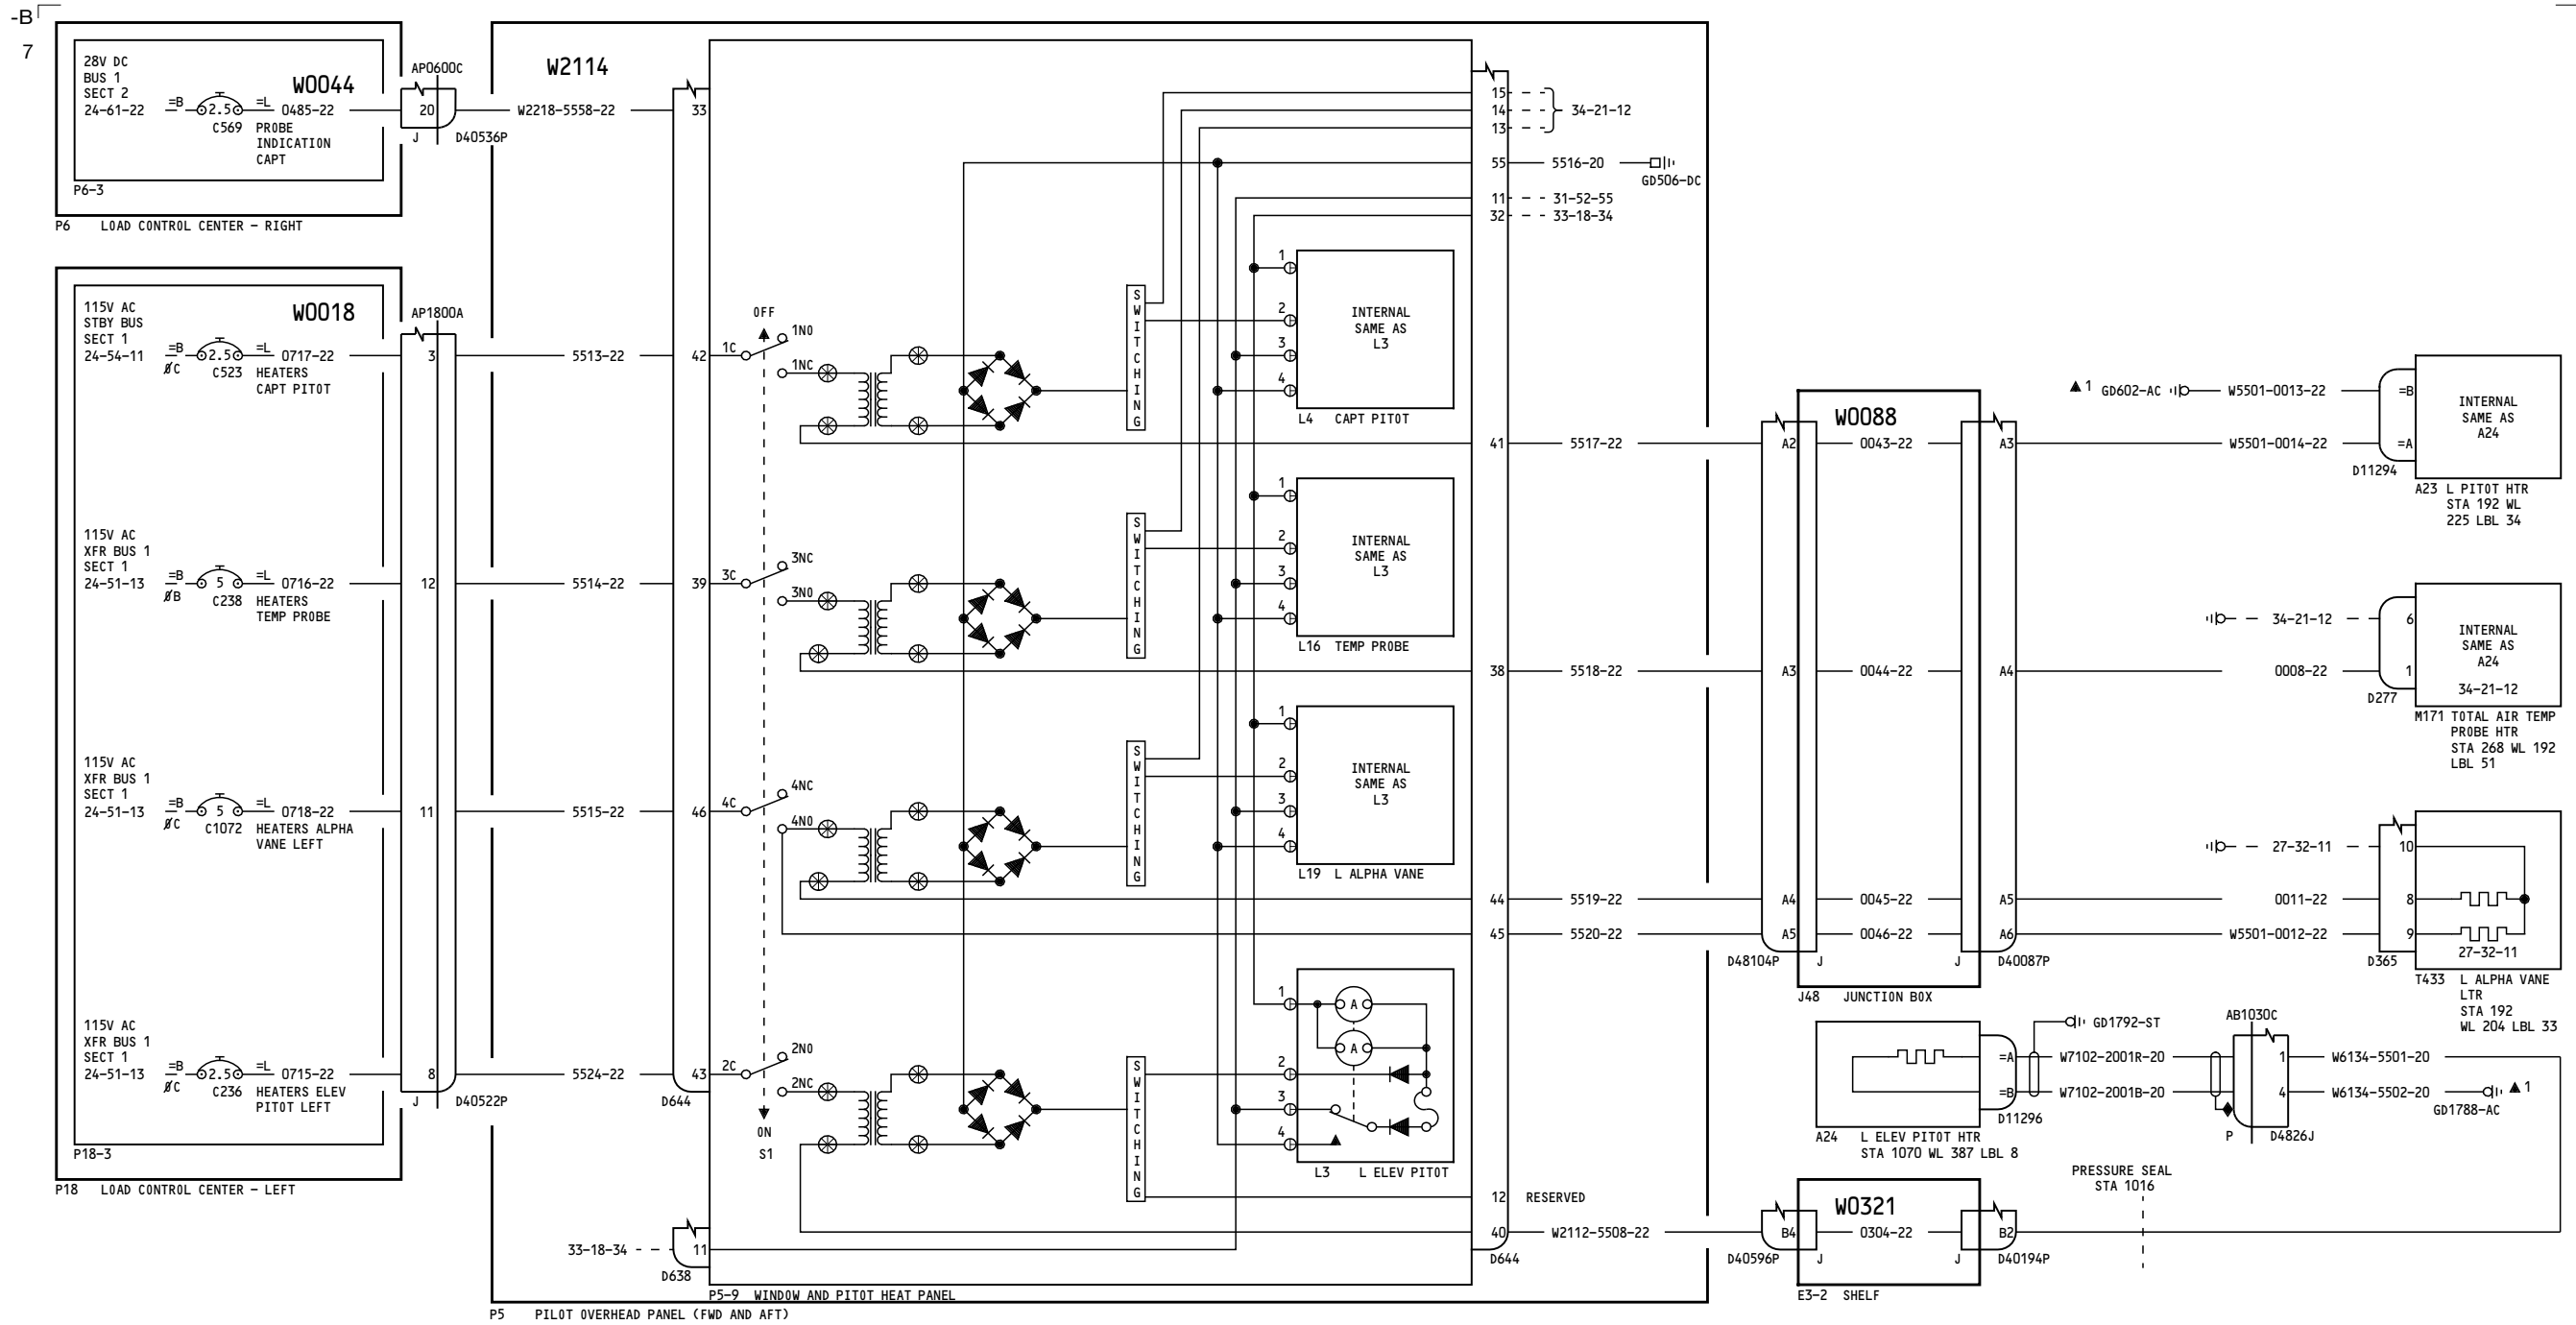 -B
7
28V DC
BUS 1
SECT 2
24-61-22
=B
2.5
C569
=L
W0044
0485-22
PROBE
INDICATION
CAPT
P6-3
P6 LOAD CONTROL CENTER - RIGHT
AP0600C
20
J
D40536P
W2114
W2218-5558-22
33
15
14
13
34-21-12
55
5516-20
GD506-DC
11
31-52-55
32
33-18-34
W0018
115V AC
STBY BUS
SECT 1
24-54-11
=B
ØC
2.5
C523
=L
0717-22
HEATERS
CAPT PITOT
115V AC
XFR BUS 1
SECT 1
24-51-13
=B
ØB
5
C238
=L
0716-22
HEATERS
TEMP PROBE
115V AC
XFR BUS 1
SECT 1
24-51-13
=B
ØC
5
C1072
=L
0718-22
HEATERS ALPHA
VANE LEFT
115V AC
XFR BUS 1
SECT 1
24-51-13
=B
ØC
2.5
C236
=L
0715-22
HEATERS ELEV
PITOT LEFT
P18-3
P18 LOAD CONTROL CENTER - LEFT
AP1800A
3
12
11
8
J
D40522P
5513-22
42
5514-22
39
5515-22
46
5524-22
43
D644
33-18-34
11
D638
OFF
1C
1NO
1NC
3C
3NC
3NO
4C
4NC
4NO
2C
2NO
2NC
ON
S1
SWITCHING
SWITCHING
SWITCHING
SWITCHING
1
2
3
4
INTERNAL
SAME AS
L3
L4 CAPT PITOT
1
2
3
4
INTERNAL
SAME AS
L3
L16 TEMP PROBE
1
2
3
4
INTERNAL
SAME AS
L3
L19 L ALPHA VANE
1
2
3
4
A
A
L3 L ELEV PITOT
41
5517-22
38
5518-22
44
5519-22
45
5520-22
12
RESERVED
40
W2112-5508-22
D644
P5-9 WINDOW AND PITOT HEAT PANEL
P5 PILOT OVERHEAD PANEL (FWD AND AFT)
W0088
A2
0043-22
A3
A3
0044-22
A4
A4
0045-22
A5
A5
0046-22
A6
D48104P
J
J
D40087P
J48 JUNCTION BOX
1
GD602-AC
W5501-0013-22
=B
W5501-0014-22
=A
D11294
INTERNAL
SAME AS
A24
A23 L PITOT HTR
STA 192 WL
225 LBL 34
34-21-12
6
0008-22
1
D277
INTERNAL
SAME AS
A24
34-21-12
M171 TOTAL AIR TEMP
PROBE HTR
STA 268 WL 192
LBL 51
27-32-11
10
0011-22
8
W5501-0012-22
9
27-32-11
D365
T433 L ALPHA VANE
LTR
STA 192
WL 204 LBL 33
=A
=B
D11296
GD1792-ST
W7102-2001R-20
W7102-2001B-20
A24 L ELEV PITOT HTR
STA 1070 WL 387 LBL 8
AB1030C
1
4
P
D4826J
W6134-5501-20
W6134-5502-20
1
GD1788-AC
PRESSURE SEAL
STA 1016
W0321
B4
0304-22
B2
D40596P
J
J
D40194P
E3-2 SHELF